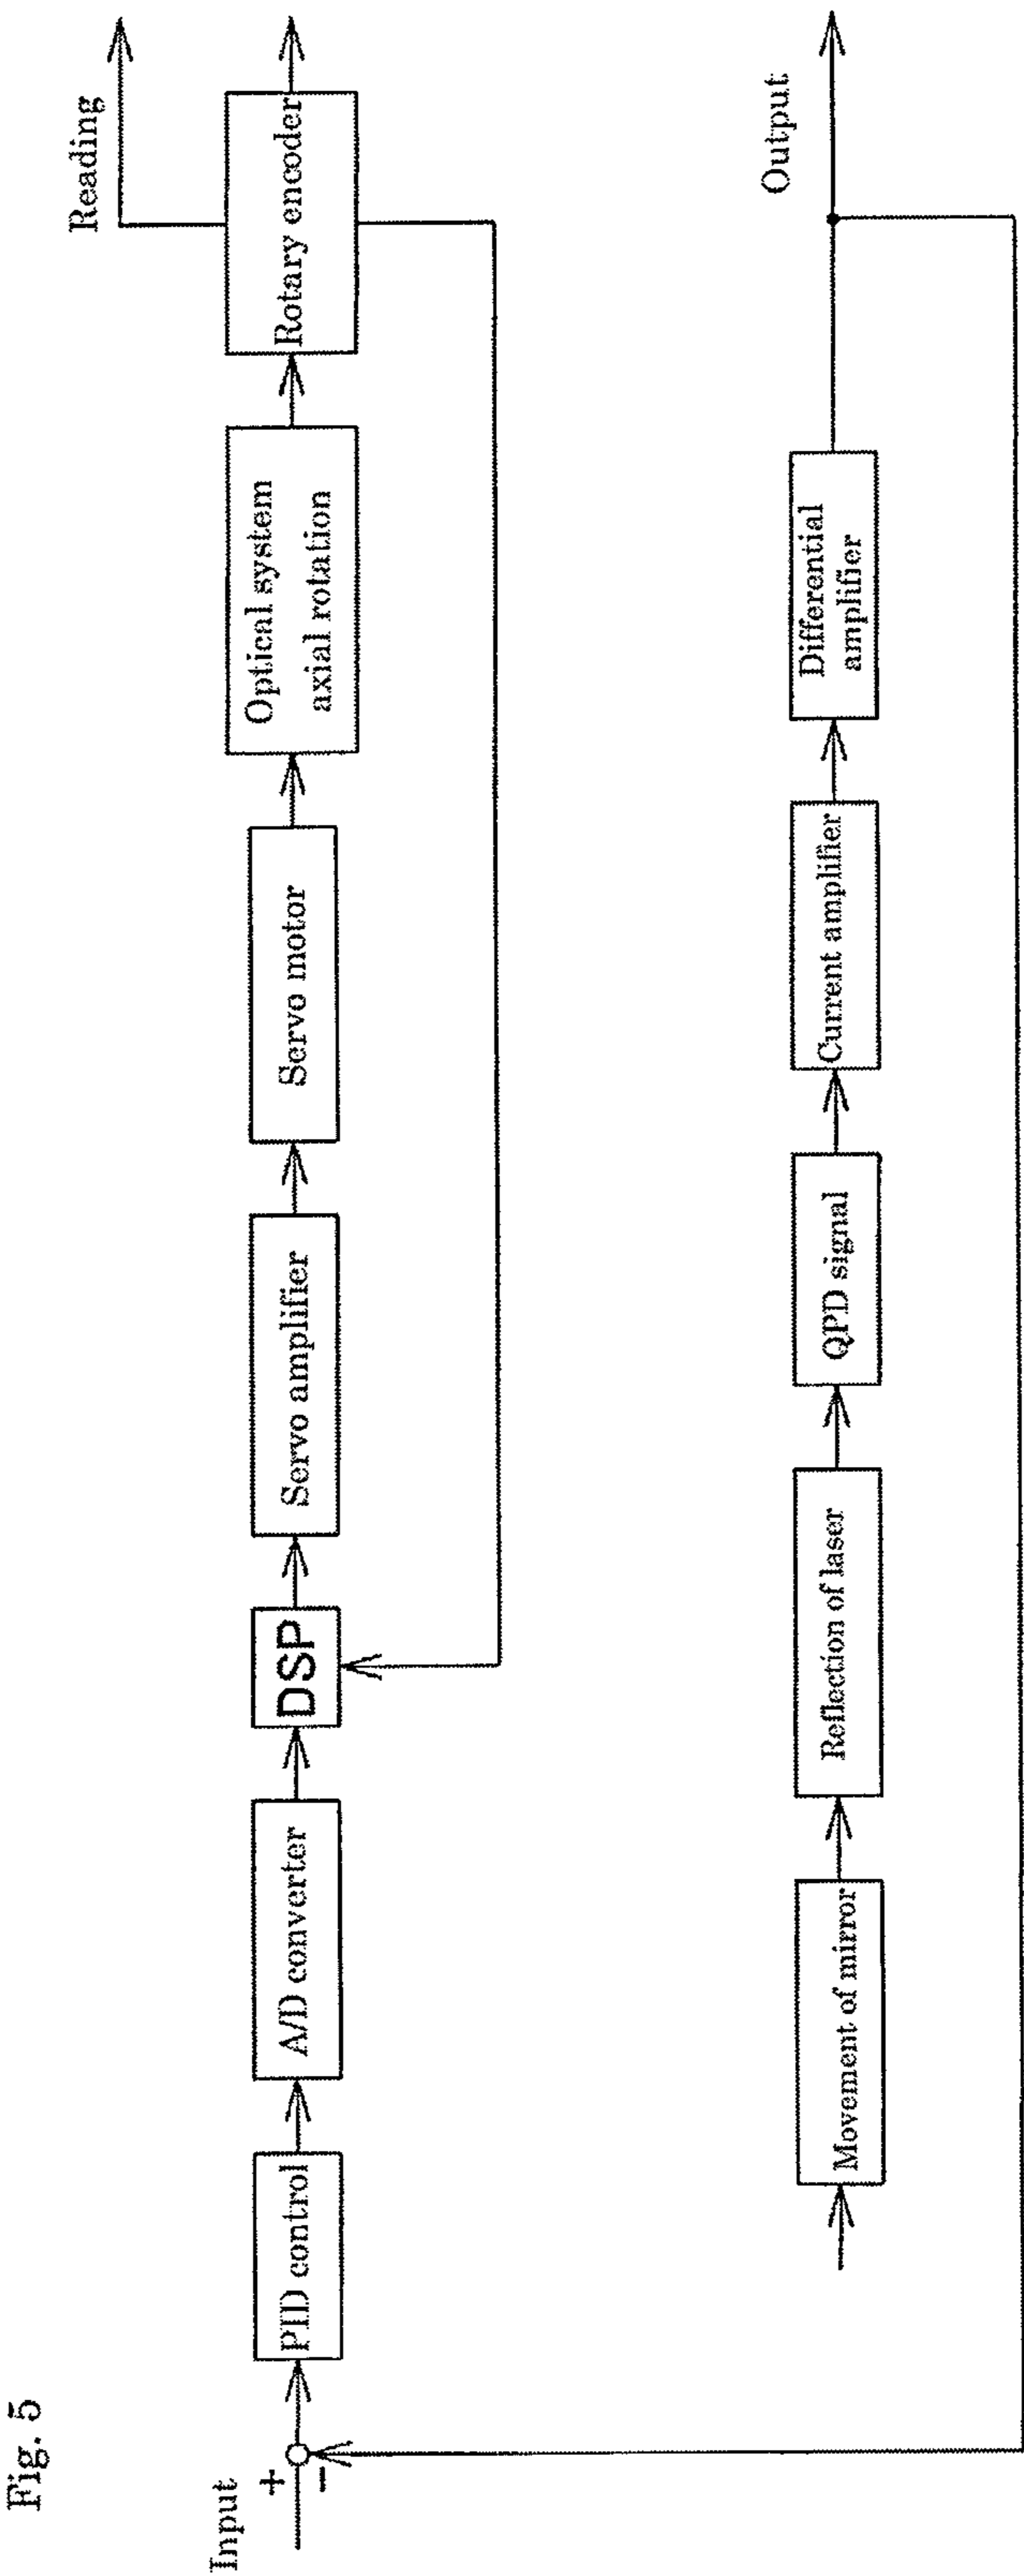 Fig. 5
Input
+
-
PID control
A/D converter
DSP
Servo amplifier
Servo motor
Optical system
axial rotation
Rotary encoder
Reading
Movement of mirror
Reflection of laser
QPD signal
Current amplifier
Differential
amplifier
Output